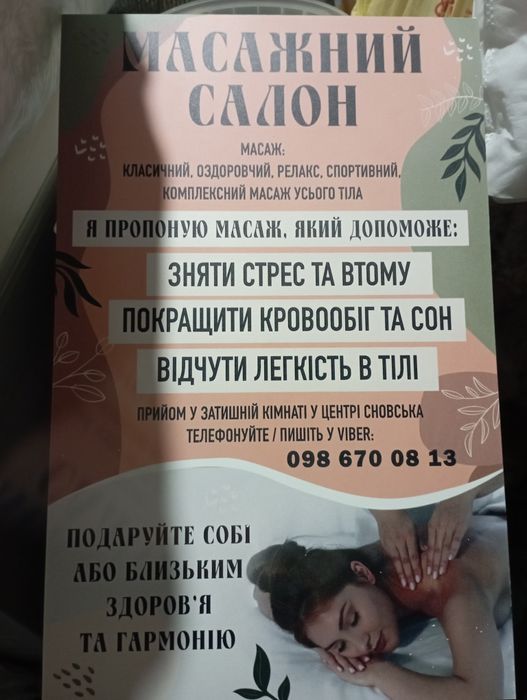 МАСАЖНИЙ
САЛОН
МАСАЖ:
КЛАСИЧНИЙ, ОЗДОРОВЧИЙ, РЕЛАКС, СПОРТИВНИЙ,
КОМПЛЕКСНИЙ МАСАЖ УСЬОГО ТІЛА
Я ПРОПОНУЮ МАСАЖ, ЯКИЙ ДОПОМОЖЕ:
ЗНЯТИ СТРЕС ТА ВТОМУ
ПОКРАЩИТИ КРОВООБІГ ТА СОН
ВІДЧУТИ ЛЕГКІСТЬ В ТІЛІ
ПРИЙОМ У ЗАТИШНІЙ КІМНАТІ У ЦЕНТРІ СНОВСЬКА
ТЕЛЕФОНУЙТЕ / ПИШІТЬ У VIBER:
098 670 08 13
ПОДАРУЙТЕ СОБІ
АБО БЛИЗЬКИМ
ЗДОРОВ'Я
ТА ГАРМОНІЮ